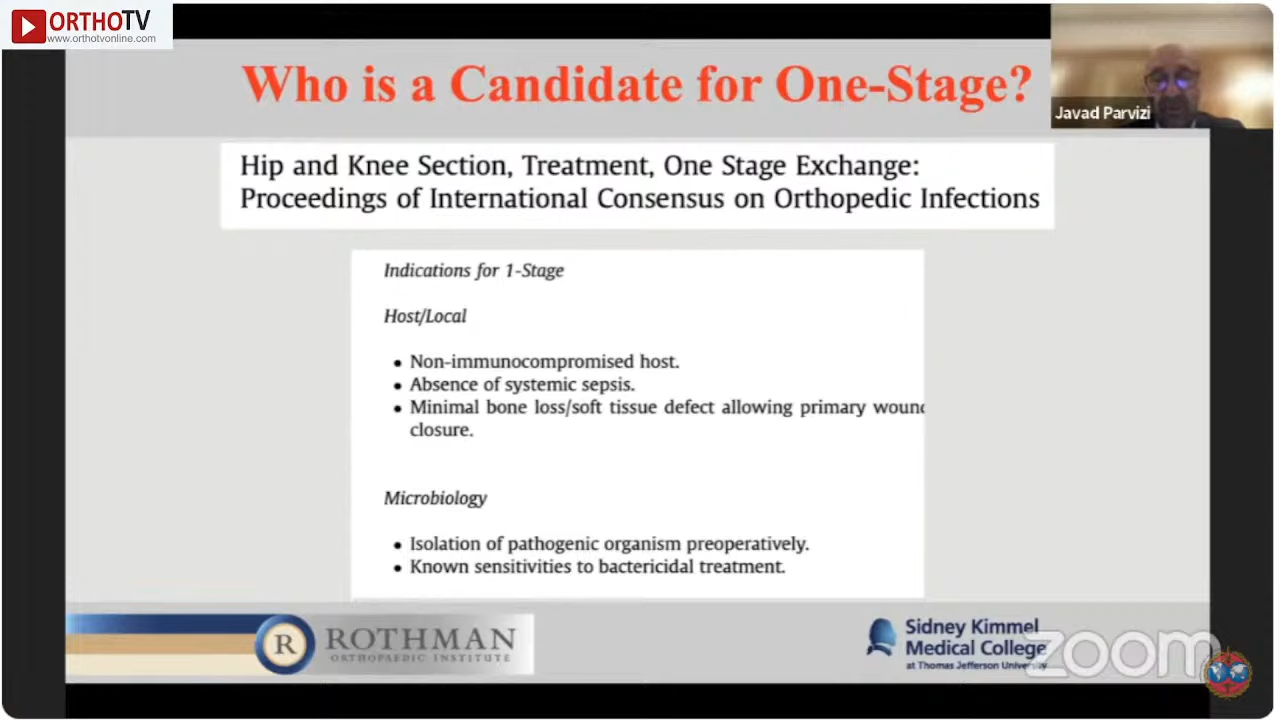 ORTHOTV
www.orthotvonline.com
Who is a Candidate for One-Stage?
Javad Parvizi
Hip and Knee Section, Treatment, One Stage Exchange:
Proceedings of International Consensus on Orthopedic Infections
Indications for 1-Stage
Host/Local
• Non-immunocompromised host.
• Absence of systemic sepsis.
• Minimal bone loss/soft tissue defect allowing primary wound
closure.
Microbiology
• Isolation of pathogenic organism preoperatively.
• Known sensitivities to bactericidal treatment.
R ROTHMAN
ORTHOPAEDIC INSTITUTE
Sidney Kimmel
Medical College
at Thomas Jefferson University
zoom